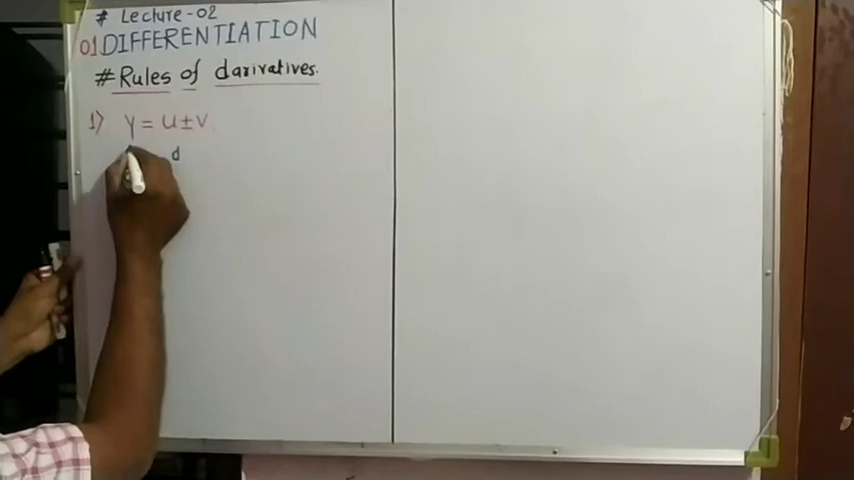 # Lecture-02
01 DIFFERENTIATION
# Rules of darivatives.
1) Y = U ± V
d